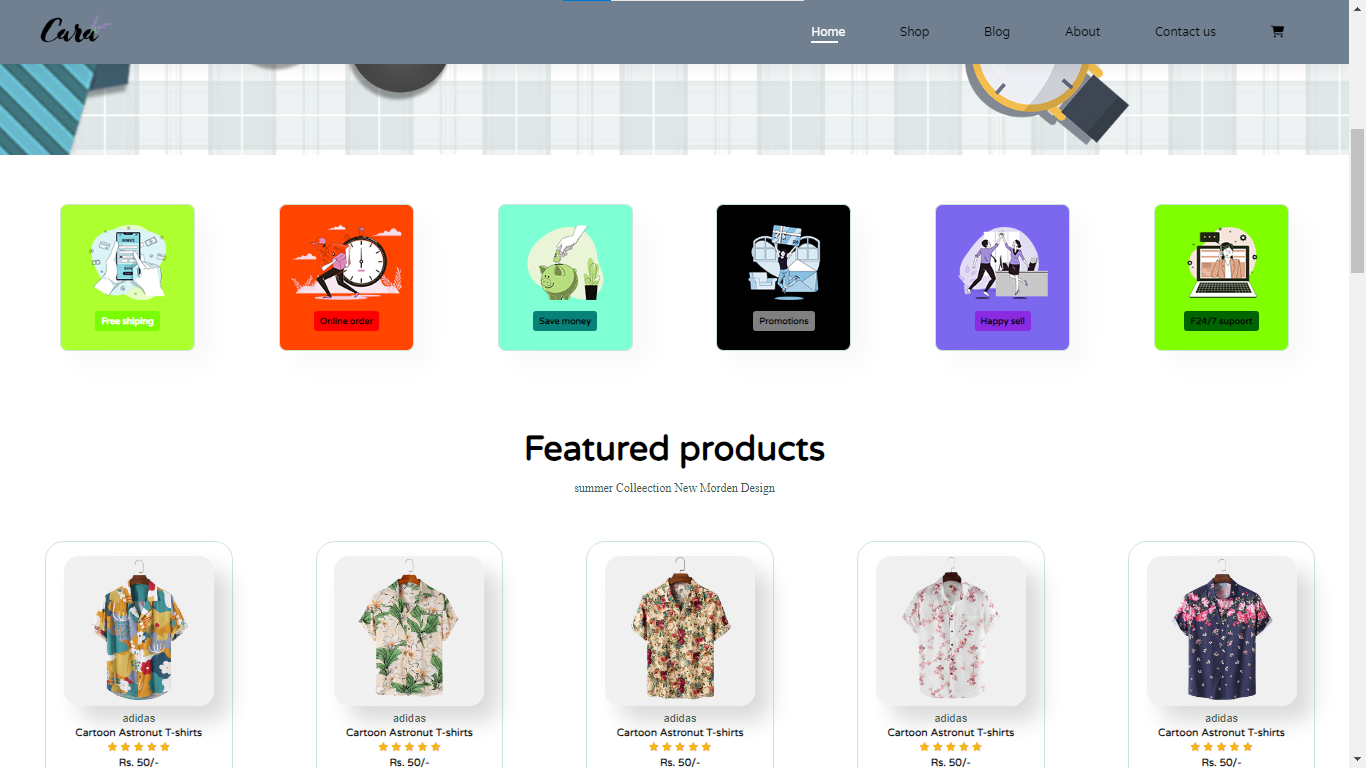 Cara
Home Shop Blog About Contact us
Free shiping Online order Save money Promotions Happy sell F24/7 support
Featured products
summer Colleection New Morden Design
adidas adidas adidas adidas adidas
Cartoon Astronut T-shirts Cartoon Astronut T-shirts Cartoon Astronut T-shirts Cartoon Astronut T-shirts Cartoon Astronut T-shirts
Rs. 50/- Rs. 50/- Rs. 50/- Rs. 50/- Rs. 50/-